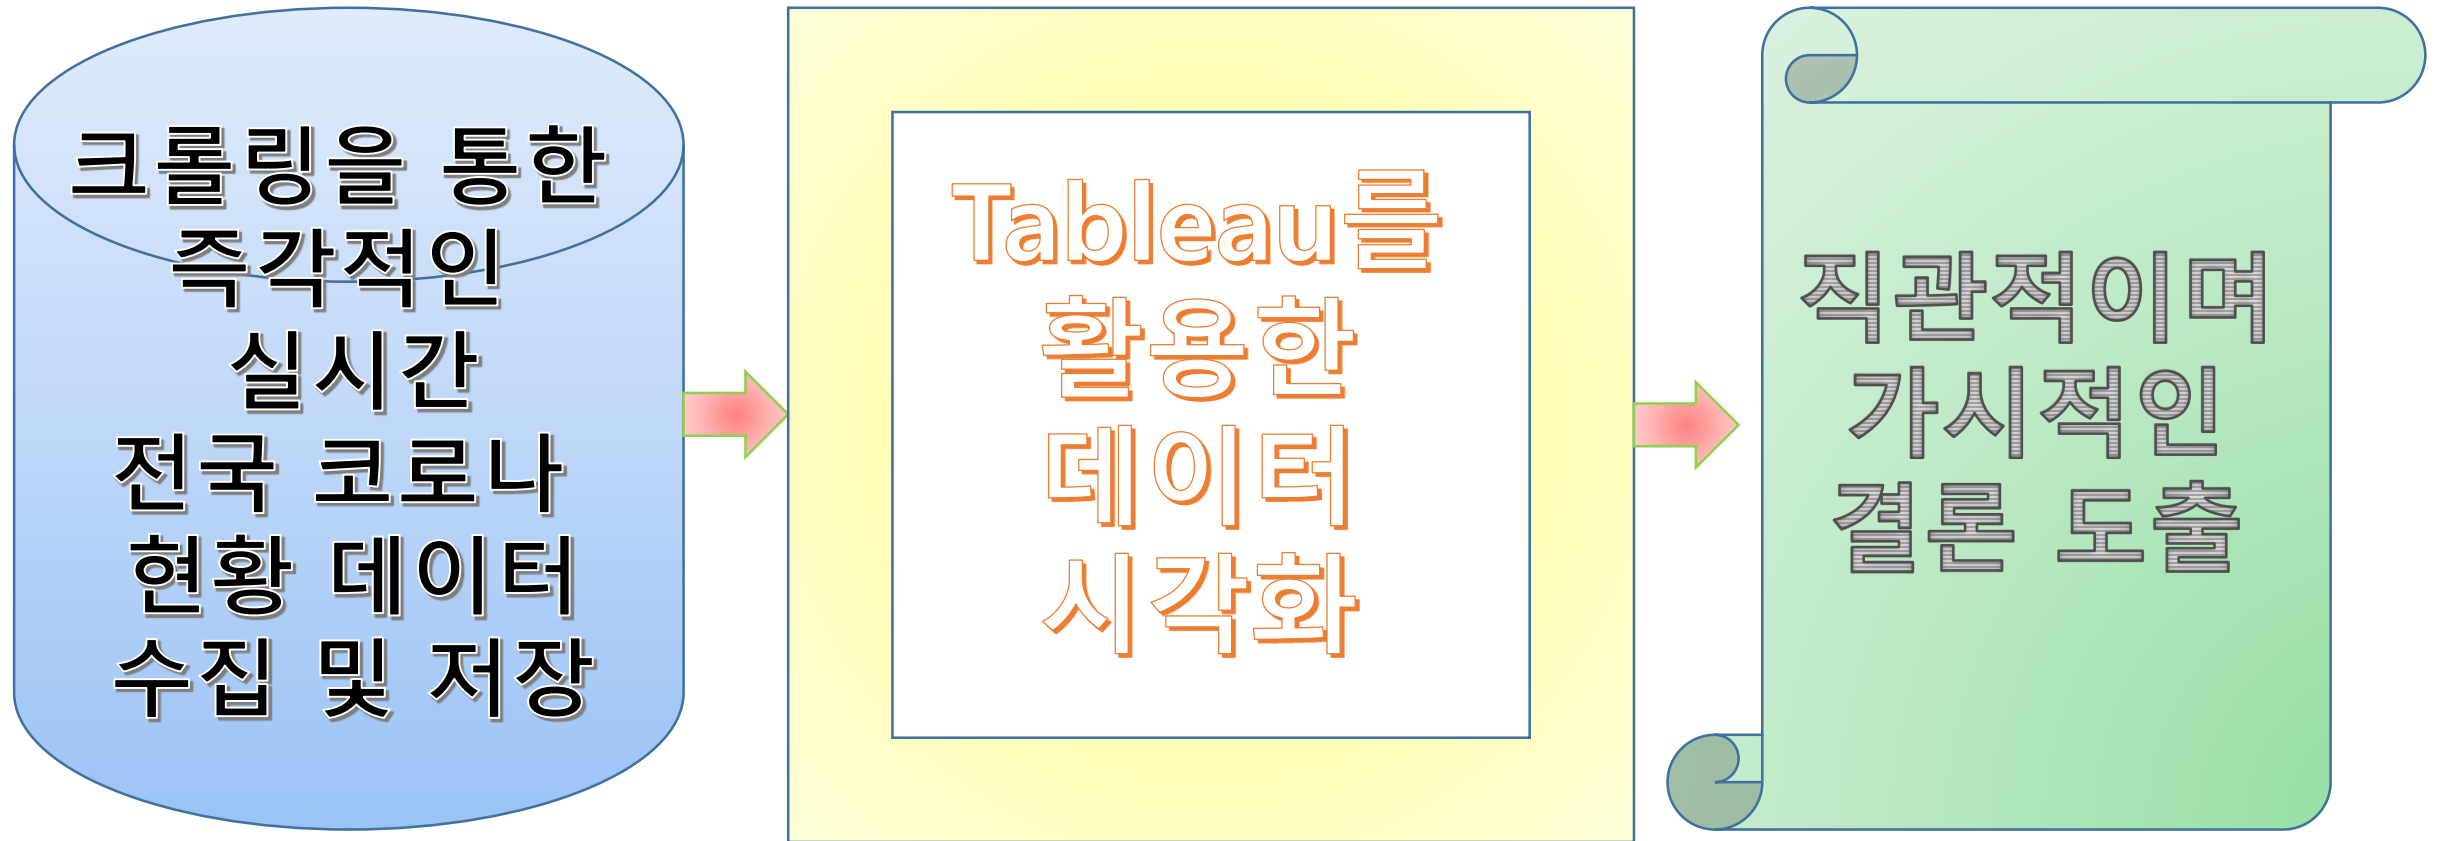 크롤링을 통한
즉각적인
실시간
전국 코로나
현황 데이터
수집 및 저장
Tableau를
활용한
데이터
시각화
직관적이며
가시적인
결론 도출